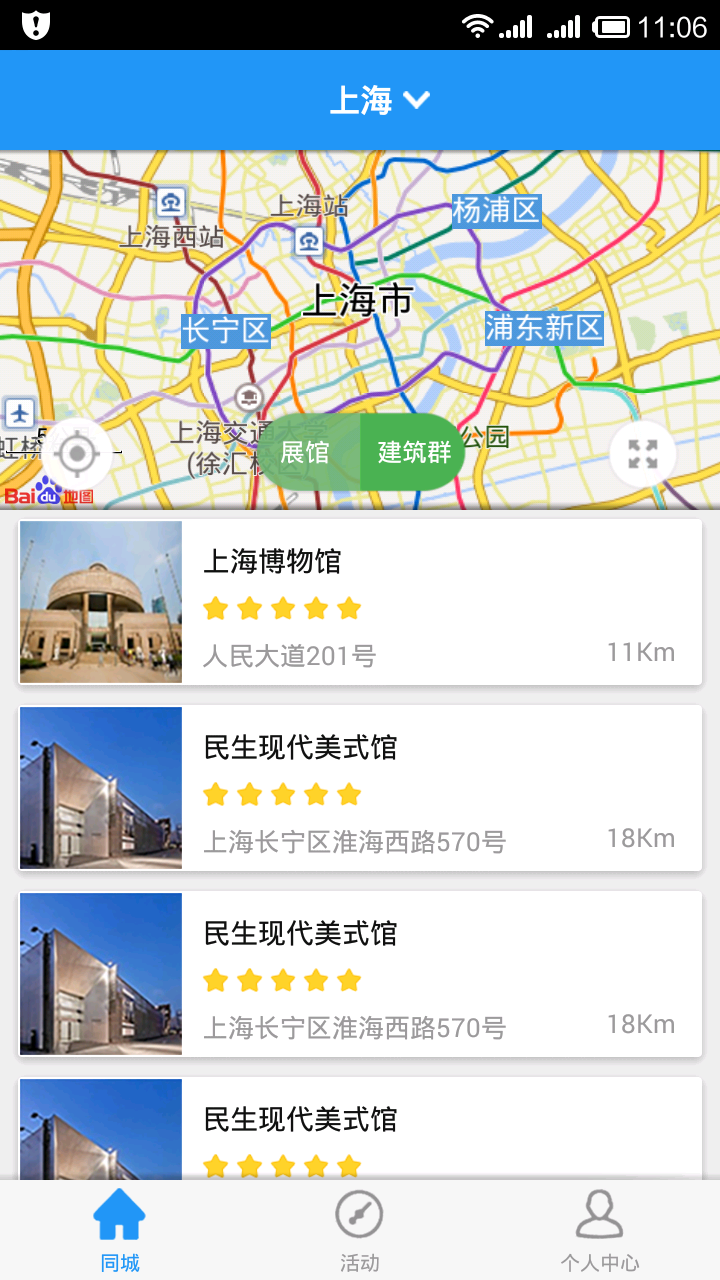 11:06
上海
上海站
杨浦区
上海西站
上海市
长宁区
浦东新区
上海交通大学
(徐汇校区)
公园
虹桥
展馆
建筑群
Bai du 地图
上海博物馆
人民大道201号
11Km
民生现代美式馆
上海长宁区淮海西路570号
18Km
民生现代美式馆
上海长宁区淮海西路570号
18Km
民生现代美式馆
同城
活动
个人中心